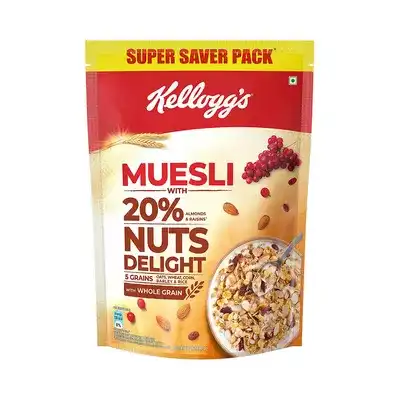 SUPER SAVER PACK*
Kellogg's
MUESLI
WITH
20% ALMONDS & RAISINS*
NUTS
DELIGHT
5 GRAINS OATS, WHEAT, CORN, BARLEY & RICE
WITH WHOLE GRAIN